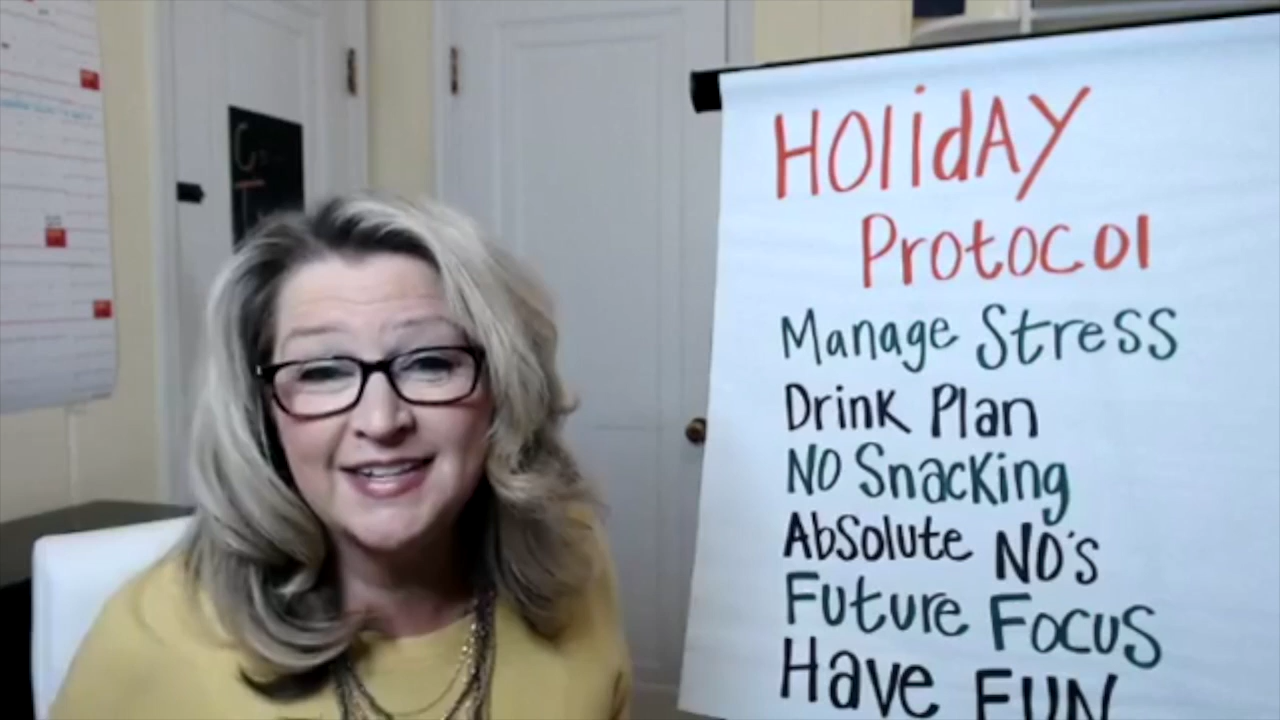 HOlidAY
Protocol
Manage Stress
Drink Plan
NO Snacking
Absolute NO's
Future Focus
Have FUN